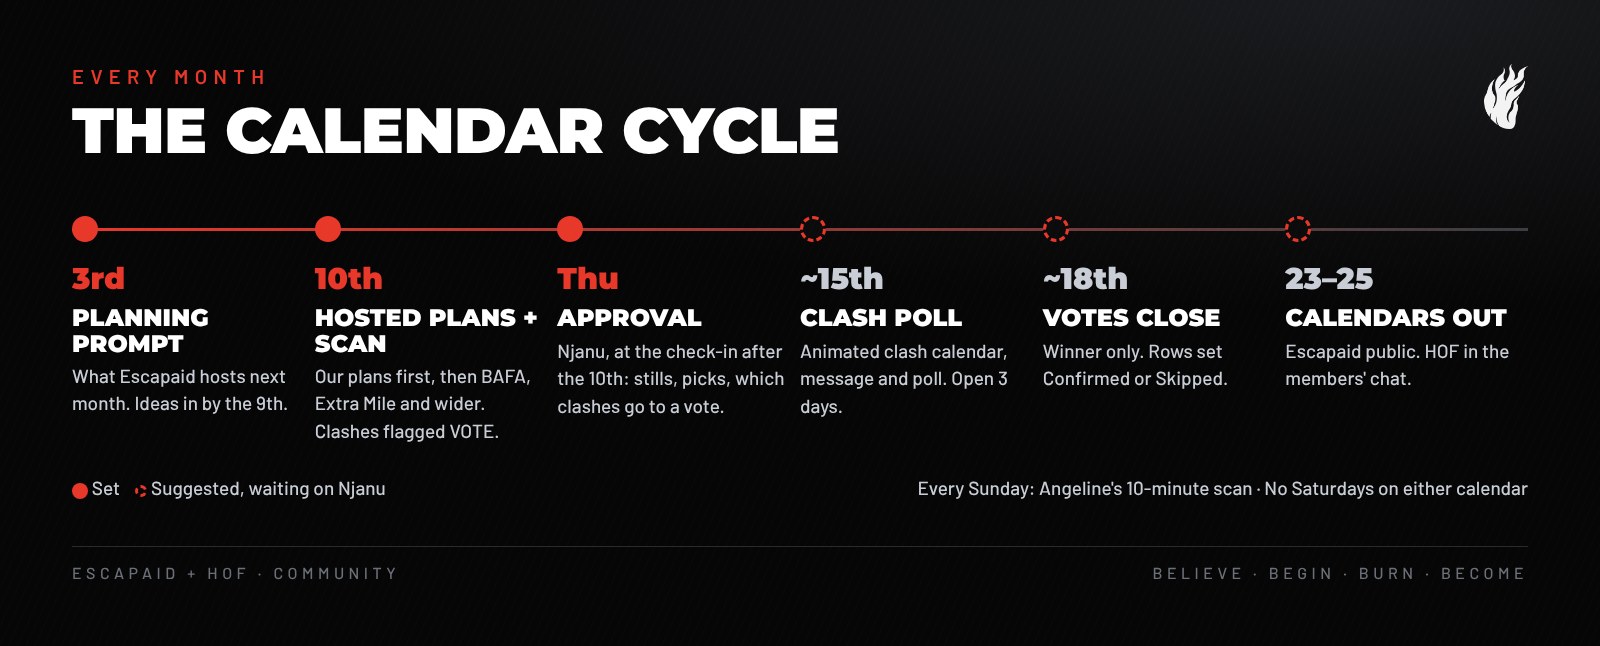 EVERY MONTH
THE CALENDAR CYCLE
3rd
PLANNING
PROMPT
What Escapaid hosts next
month. Ideas in by the 9th.
10th
HOSTED PLANS +
SCAN
Our plans first, then BAFA,
Extra Mile and wider.
Clashes flagged VOTE.
Thu
APPROVAL
Njanu, at the check-in after
the 10th: stills, picks, which
clashes go to a vote.
~15th
CLASH POLL
Animated clash calendar,
message and poll. Open 3
days.
~18th
VOTES CLOSE
Winner only. Rows set
Confirmed or Skipped.
23–25
CALENDARS OUT
Escapaid public. HOF in the
members' chat.
Set
Suggested, waiting on Njanu
Every Sunday: Angeline's 10-minute scan · No Saturdays on either calendar
ESCAPAID + HOF · COMMUNITY
BELIEVE · BEGIN · BURN · BECOME